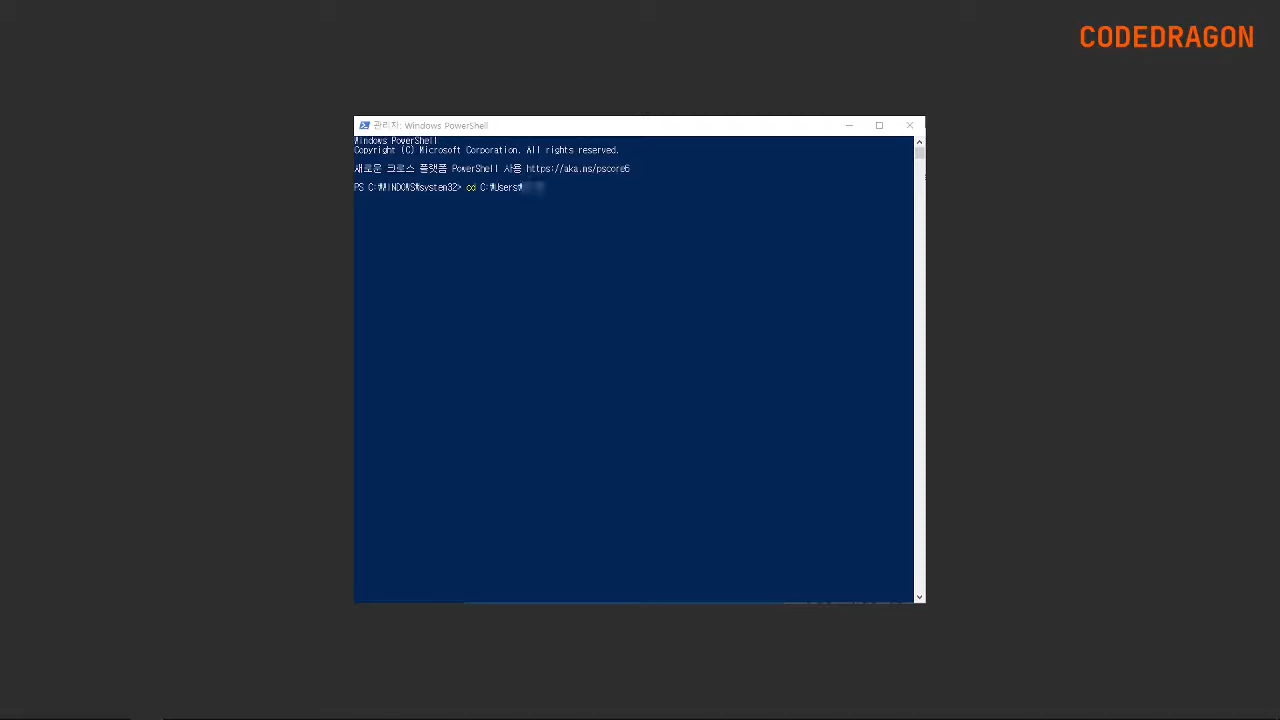 CODEDRAGON
관리자: Windows PowerShell
Windows PowerShell
Copyright (C) Microsoft Corporation. All rights reserved.
새로운 크로스 플랫폼 PowerShell 사용 https://aka.ms/pscore6
PS C:₩WINDOWS₩system32> cd C:₩Users₩